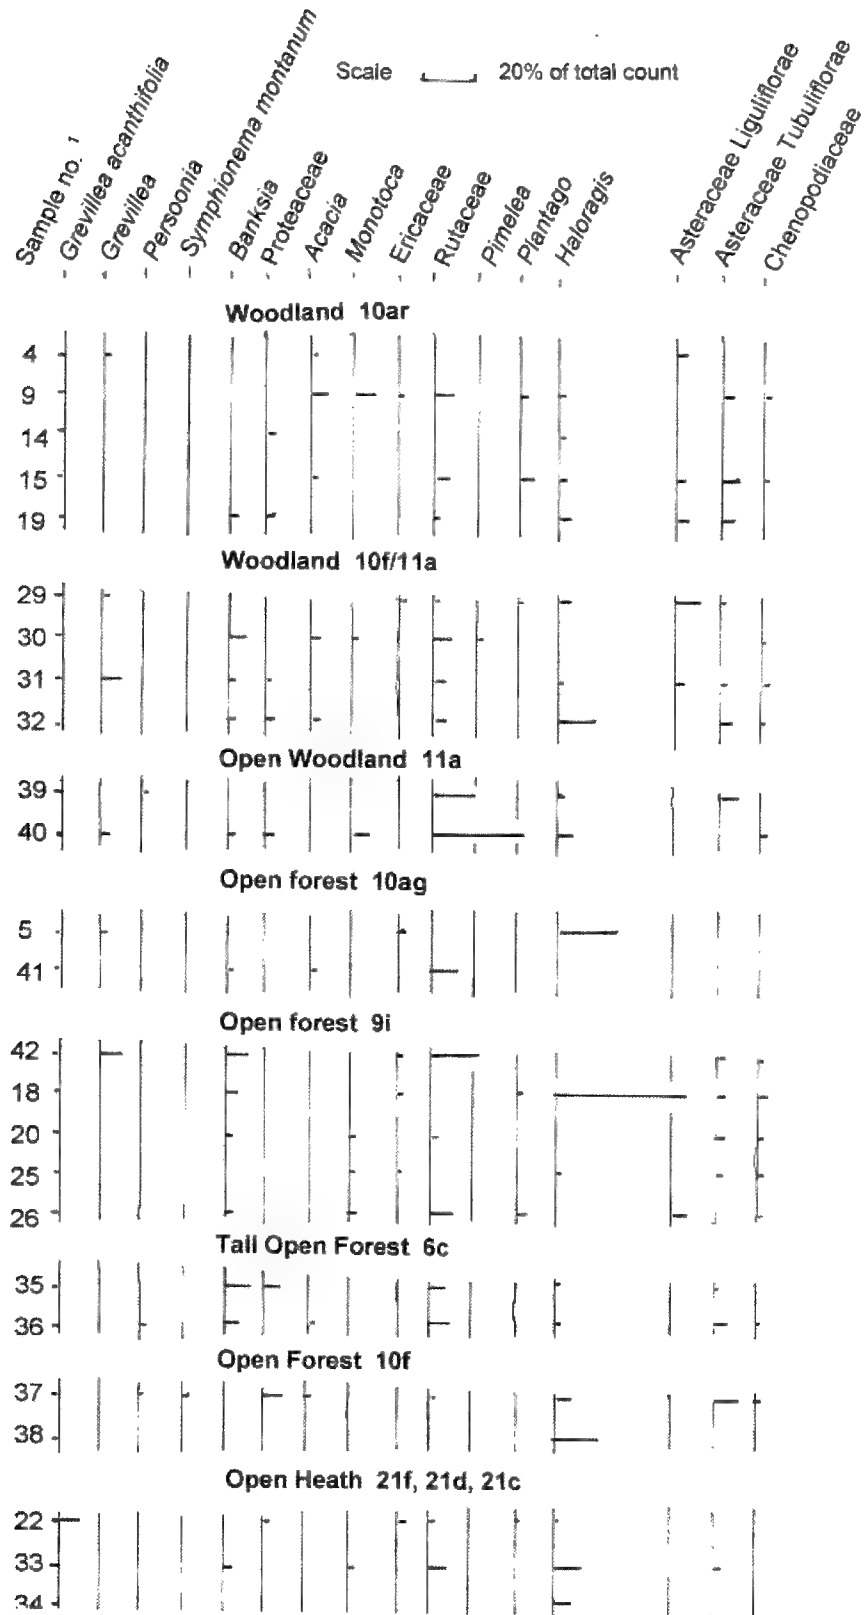 Scale 20% of total count
Sample no. 1
Grevillea acanthifolia
Grevillea
Persoonia
Symphionema montanum
Banksia
Proteaceae
Acacia
Monotoca
Ericaceae
Rutaceae
Pimelea
Plantago
Haloragis
Asteraceae Liguliflorae
Asteraceae Tubuliflorae
Chenopodiaceae
Woodland 10ar
4
9
14
15
19
Woodland 10f/11a
29
30
31
32
Open Woodland 11a
39
40
Open forest 10ag
5
41
Open forest 9i
42
18
20
25
26
Tall Open Forest 6c
35
36
Open Forest 10f
37
38
Open Heath 21f, 21d, 21c
22
33
34